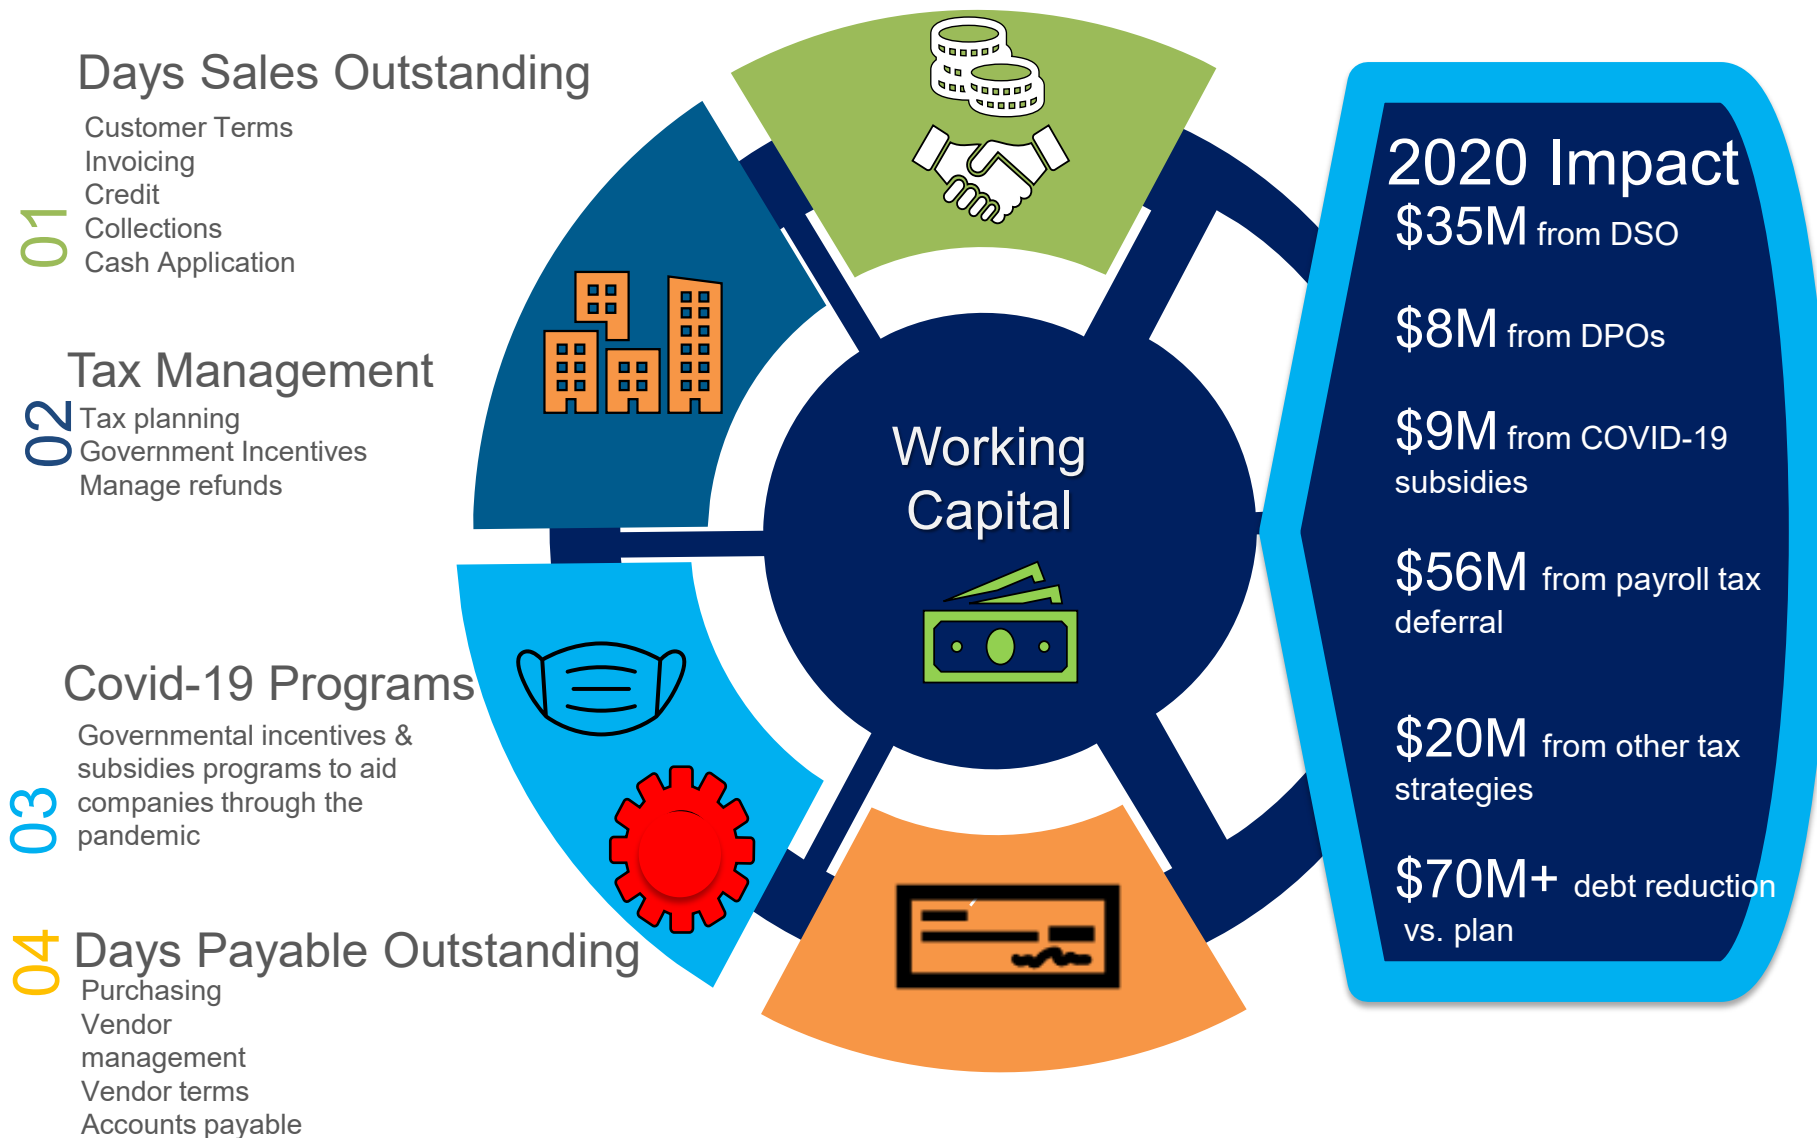 Days Sales Outstanding
01
Customer Terms
Invoicing
Credit
Collections
Cash Application
Tax Management
02
Tax planning
Government Incentives
Manage refunds
Covid-19 Programs
03
Governmental incentives &
subsidies programs to aid
companies through the
pandemic
04
Days Payable Outstanding
Purchasing
Vendor
management
Vendor terms
Accounts payable
Working
Capital
2020 Impact
$35M from DSO
$8M from DPOs
$9M from COVID-19
subsidies
$56M from payroll tax
deferral
$20M from other tax
strategies
$70M+ debt reduction
vs. plan